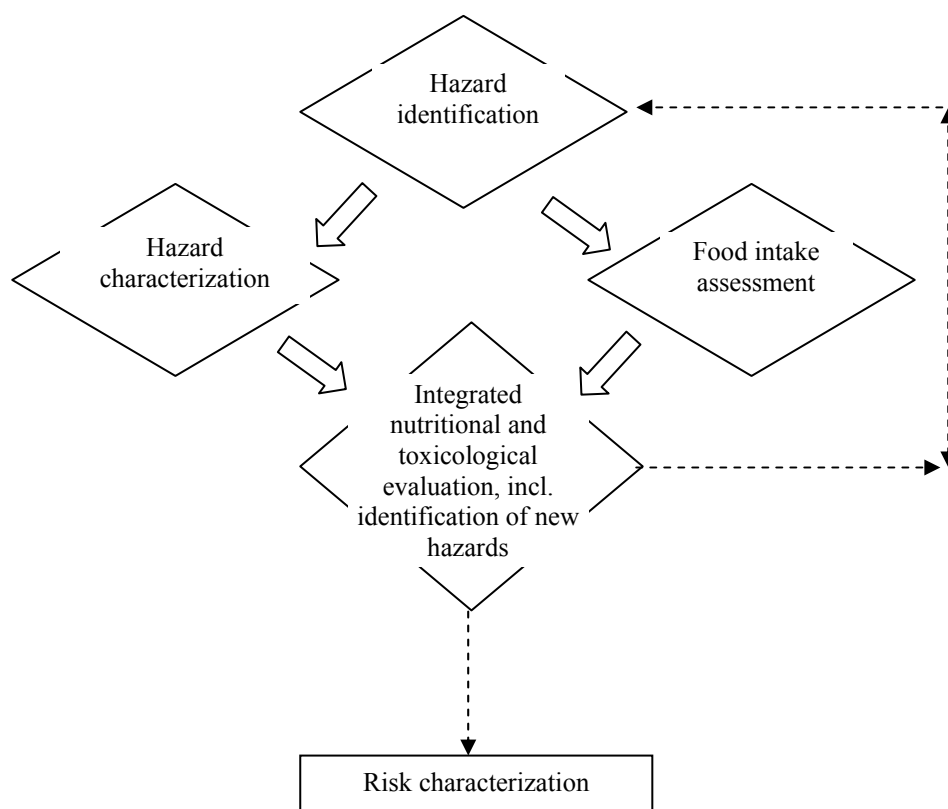 Hazard
identification
Hazard
characterization
Food intake
assessment
Integrated
nutritional and
toxicological
evaluation, incl.
identification of new
hazards
Risk characterization